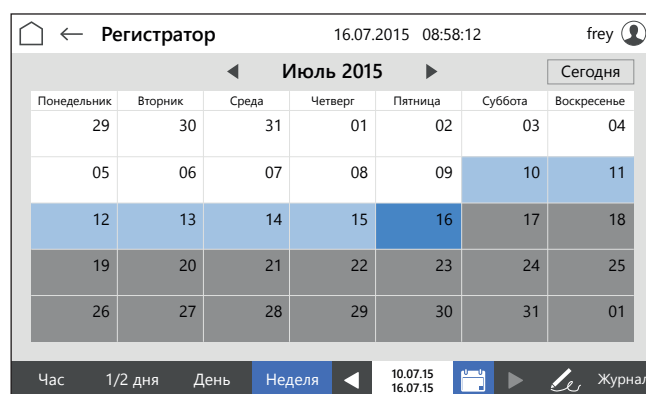 Регистратор 16.07.2015 08:58:12 frey
Июль 2015 Сегодня
Понедельник Вторник Среда Четверг Пятница Суббота Воскресенье
29 30 31 01 02 03 04
05 06 07 08 09 10 11
12 13 14 15 16 17 18
19 20 21 22 23 24 25
26 27 28 29 30 31 01
Час 1/2 дня День Неделя 10.07.15 Журнал
16.07.15